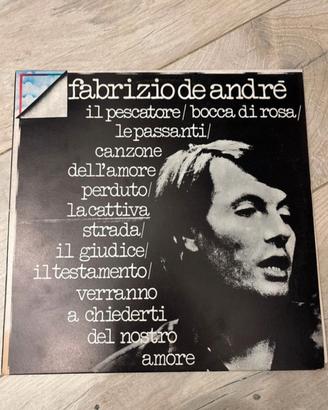 fabrizio de andré
il pescatore/bocca di rosa/
le passanti/
canzone
dell'amore
perduto/
la cattiva
strada/
il giudice/
il testamento/
verranno
a chiederti
del nostro
amore